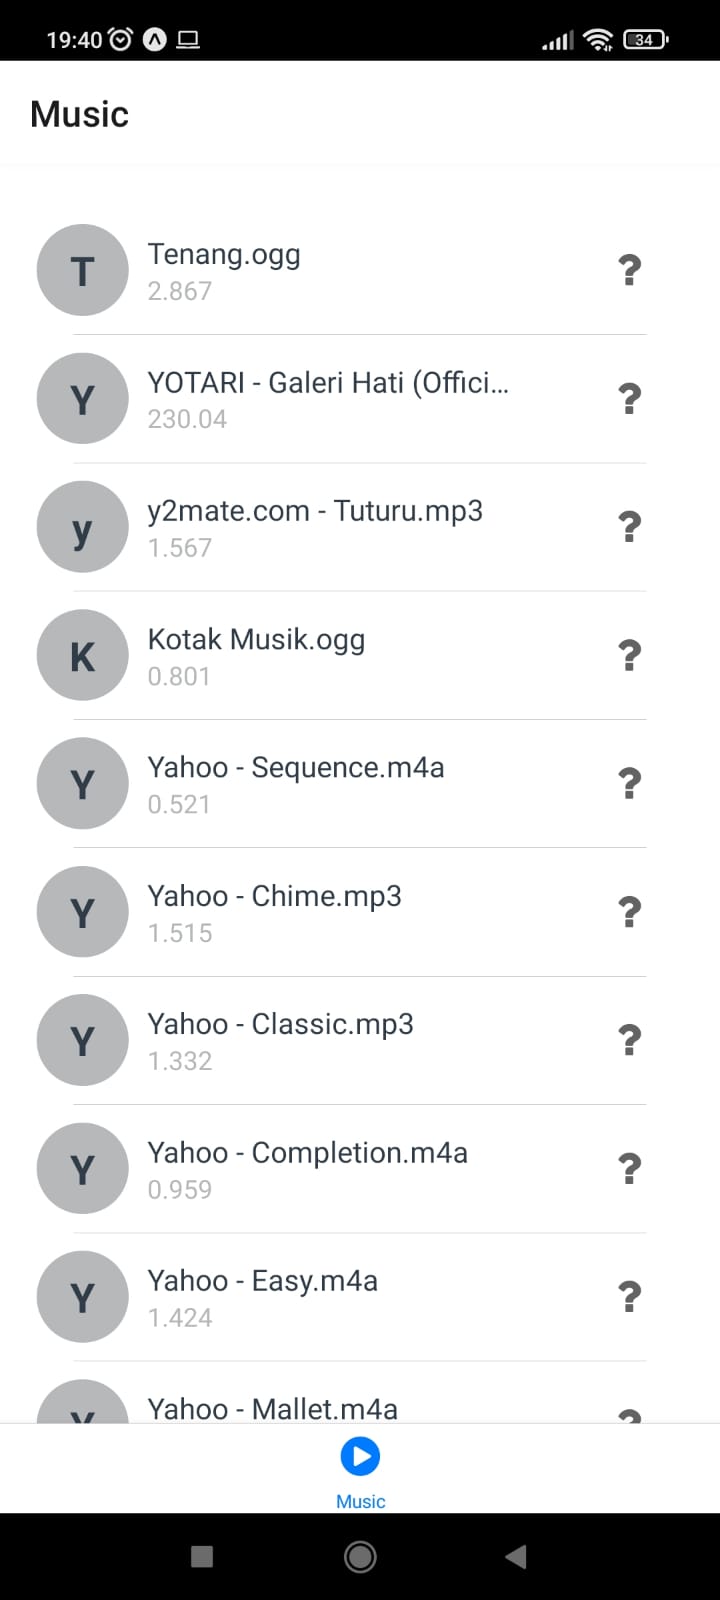 19:40
34
Music
T
Tenang.ogg
2.867
?
Y
YOTARI - Galeri Hati (Offici...
230.04
?
y
y2mate.com - Tuturu.mp3
1.567
?
K
Kotak Musik.ogg
0.801
?
Y
Yahoo - Sequence.m4a
0.521
?
Y
Yahoo - Chime.mp3
1.515
?
Y
Yahoo - Classic.mp3
1.332
?
Y
Yahoo - Completion.m4a
0.959
?
Y
Yahoo - Easy.m4a
1.424
?
Y
Yahoo - Mallet.m4a
?
Music